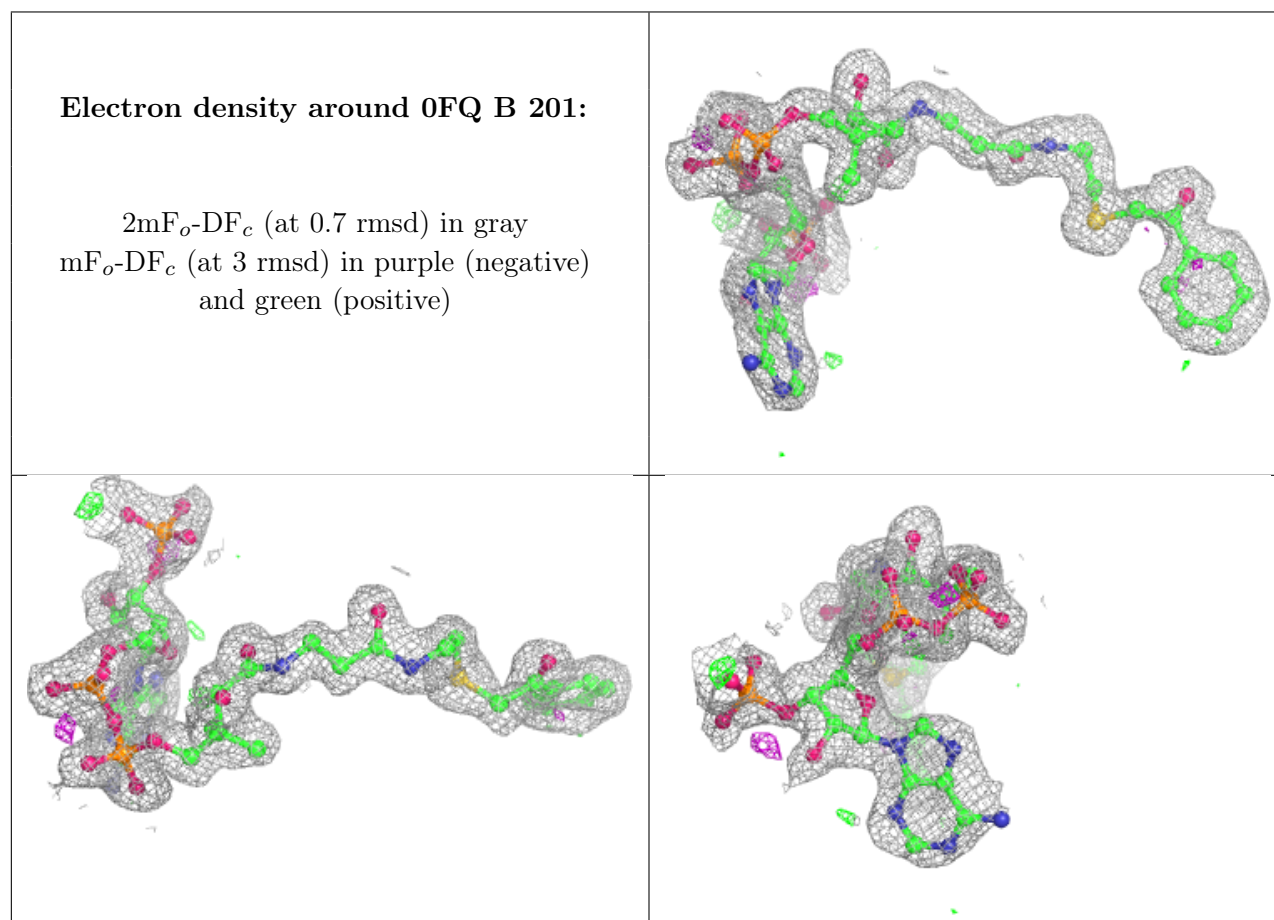 Electron density around 0FQ B 201:
2mFo-DFc (at 0.7 rmsd) in gray
mFo-DFc (at 3 rmsd) in purple (negative)
and green (positive)